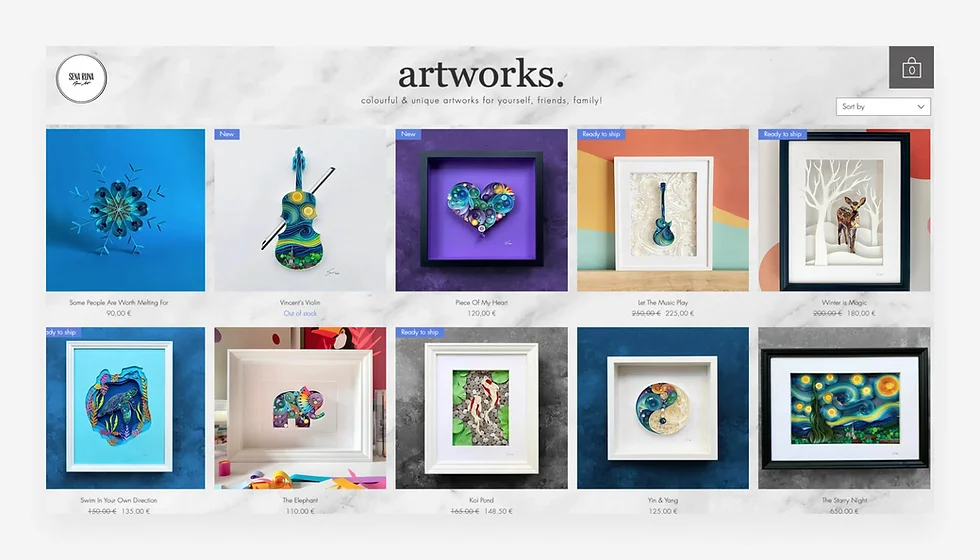 SENA RUNA
artworks.
0
colourful & unique artworks for yourself, friends, family!
Sort by
New
New
Ready to ship
Ready to ship
Some People Are Worth Melting For
90,00 €
Vincent's Violin
Out of stock
Piece Of My Heart
120,00 €
Let The Music Play
250,00 € 225,00 €
Winter is Magic
200,00 € 180,00 €
ady to ship
Ready to ship
Swim In Your Own Direction
150,00 € 135,00 €
The Elephant
110,00 €
Koi Pond
165,00 € 148,50 €
Yin & Yang
125,00 €
The Starry Night
650,00 €